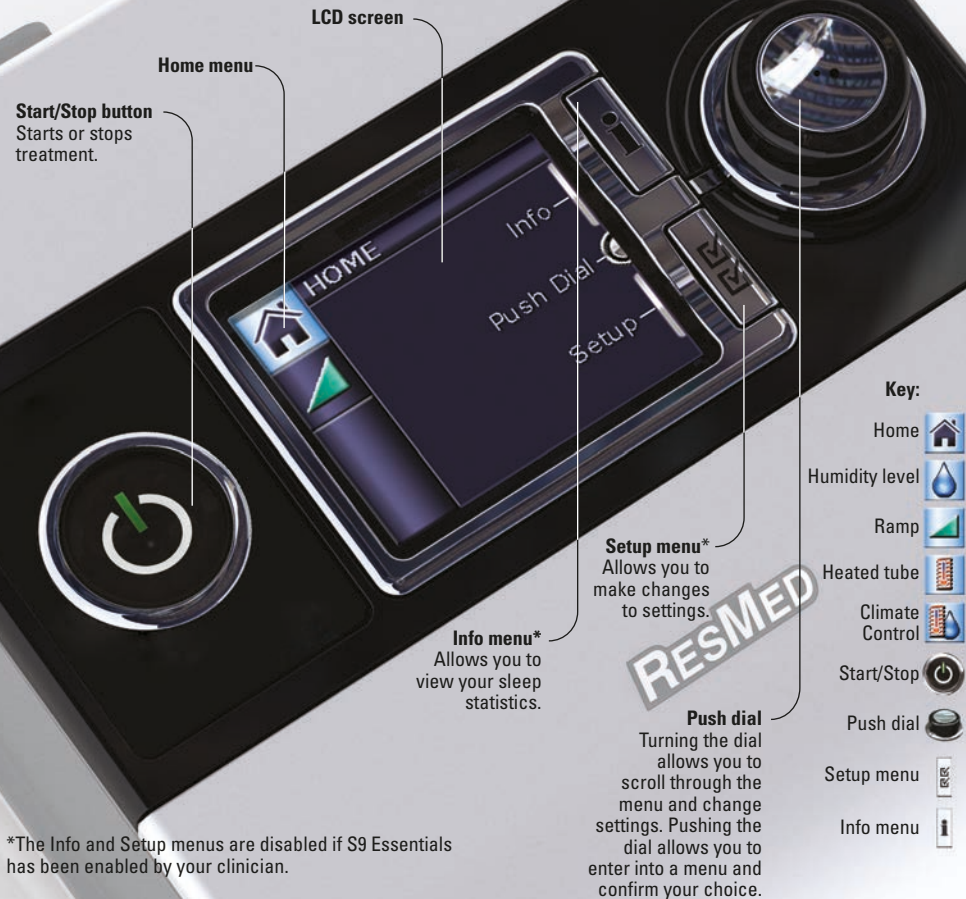 LCD screen
Home menu
Start/Stop button
Starts or stops
treatment.
HOME
Info
Push Dial
Setup
i
Key:
Home
Humidity level
Ramp
Heated tube
Climate
Control
Start/Stop
Push dial
Setup menu
Info menu
i
Setup menu*
Allows you to
make changes
to settings.
Info menu*
Allows you to
view your sleep
statistics.
RESMED
Push dial
Turning the dial
allows you to
scroll through the
menu and change
settings. Pushing the
dial allows you to
enter into a menu and
confirm your choice.
*The Info and Setup menus are disabled if S9 Essentials
has been enabled by your clinician.